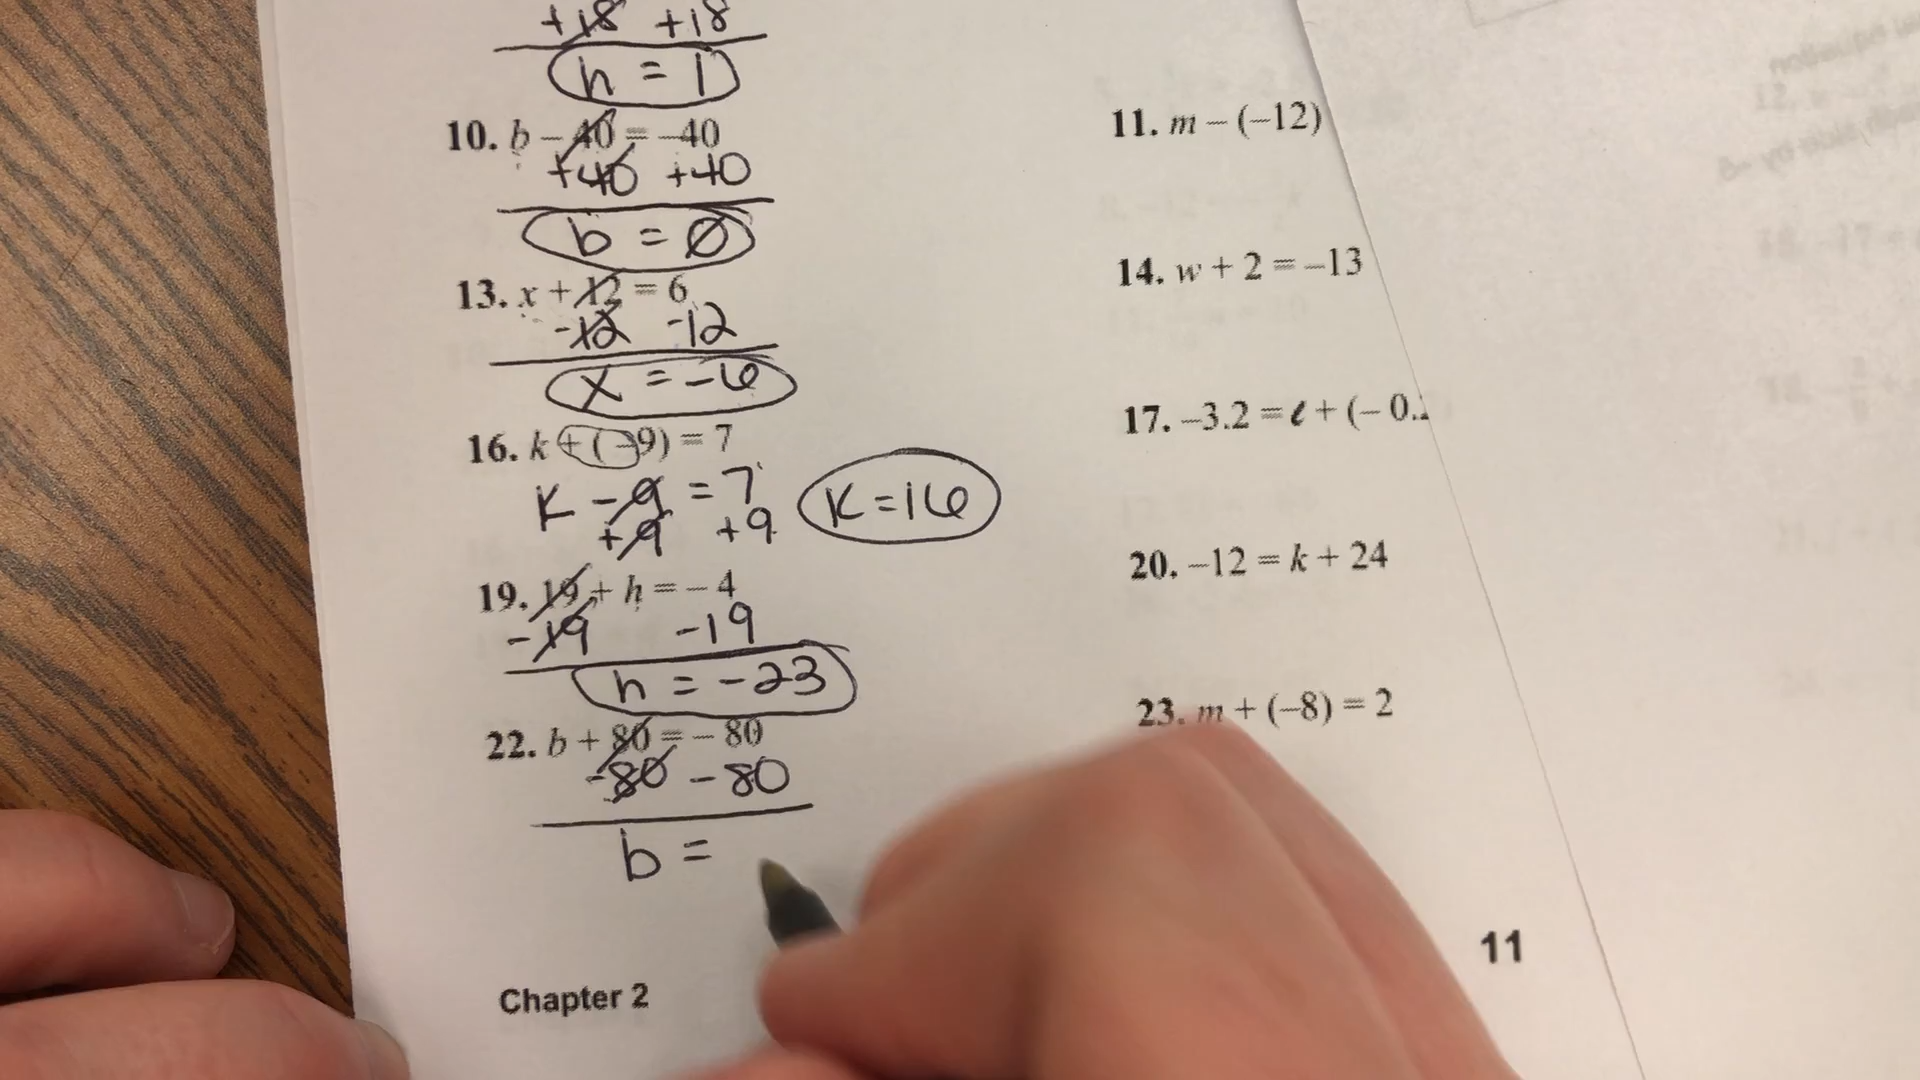 +18 +18
h = 1
10. b – 40 = –40
+40 +40
b = 0
13. x + 12 = 6
-12 -12
x = -6
16. k + (–9) = 7
K - 9 = 7
+9 +9
K = 16
19. 19 + h = – 4
-19 -19
h = -23
22. b + 80 = – 80
-80 -80
b =
Chapter 2
11. m – (–12)
14. w + 2 = –13
17. –3.2 = ℓ + (– 0.
20. –12 = k + 24
23. m + (–8) = 2
11